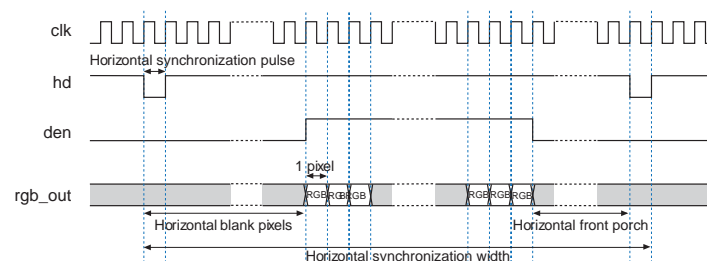 clk
Horizontal synchronization pulse
hd
den
1 pixel
rgb_out
RGB RGB RGB RGB RGB RGB
Horizontal blank pixels Horizontal front porch
Horizontal synchronization width